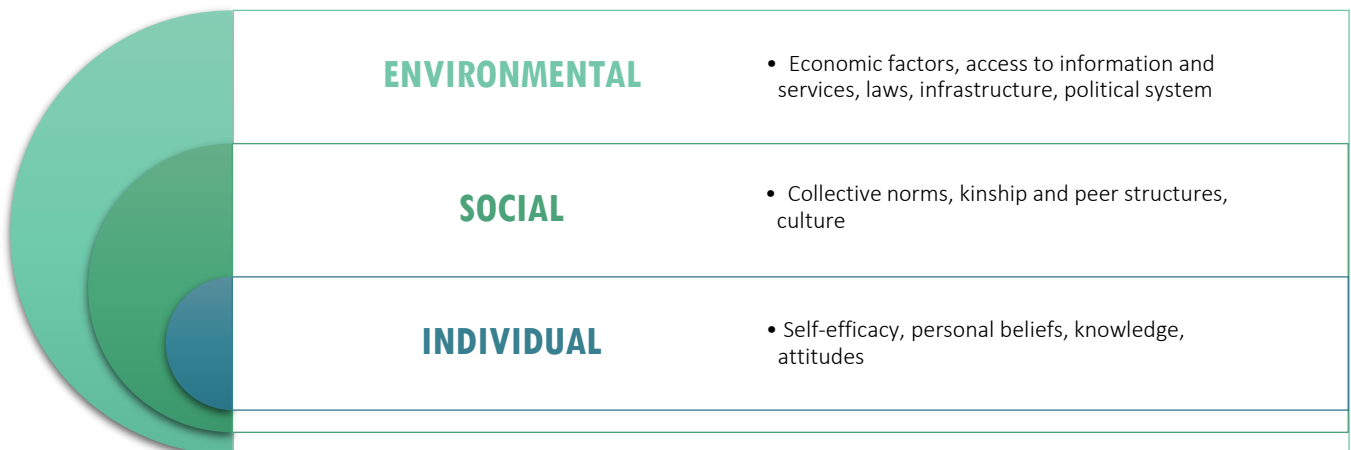 ENVIRONMENTAL
• Economic factors, access to information and
services, laws, infrastructure, political system
SOCIAL
• Collective norms, kinship and peer structures,
culture
INDIVIDUAL
• Self-efficacy, personal beliefs, knowledge,
attitudes